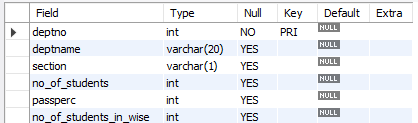 Field Type Null Key Default Extra
deptno int NO PRI NULL
deptname varchar(20) YES NULL
section varchar(1) YES NULL
no_of_students int YES NULL
passperc int YES NULL
no_of_students_in_wise int YES NULL